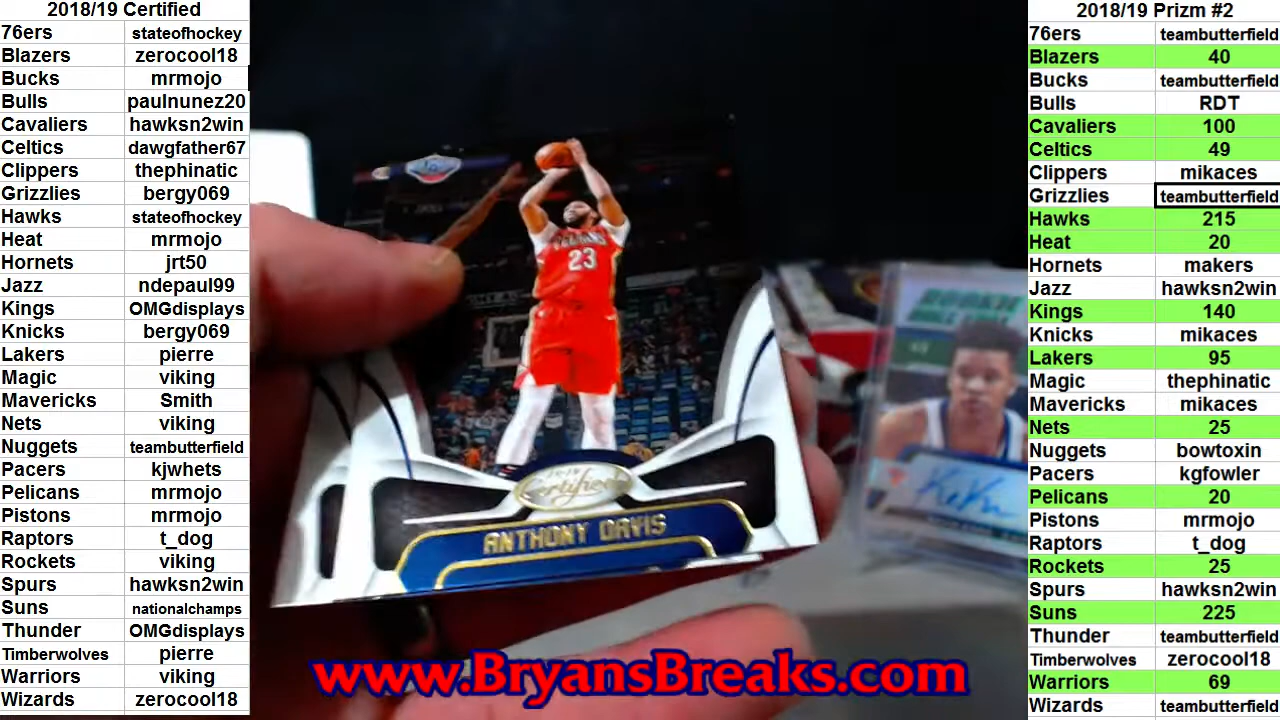 2018/19 Certified
76ers stateofhockey
Blazers zerocool18
Bucks mrmojo
Bulls paulnunez20
Cavaliers hawksn2win
Celtics dawgfather67
Clippers thephinatic
Grizzlies bergy069
Hawks stateofhockey
Heat mrmojo
Hornets jrt50
Jazz ndepaul99
Kings OMGdisplays
Knicks bergy069
Lakers pierre
Magic viking
Mavericks Smith
Nets viking
Nuggets teambutterfield
Pacers kjwhets
Pelicans mrmojo
Pistons mrmojo
Raptors t_dog
Rockets viking
Spurs hawksn2win
Suns nationalchamps
Thunder OMGdisplays
Timberwolves pierre
Warriors viking
Wizards zerocool18
23
Certified
ANTHONY DAVIS
ROOKIE
www.BryansBreaks.com
2018/19 Prizm #2
76ers teambutterfield
Blazers 40
Bucks teambutterfield
Bulls RDT
Cavaliers 100
Celtics 49
Clippers mikaces
Grizzlies teambutterfield
Hawks 215
Heat 20
Hornets makers
Jazz hawksn2win
Kings 140
Knicks mikaces
Lakers 95
Magic thephinatic
Mavericks mikaces
Nets 25
Nuggets bowtoxin
Pacers kgfowler
Pelicans 20
Pistons mrmojo
Raptors t_dog
Rockets 25
Spurs hawksn2win
Suns 225
Thunder teambutterfield
Timberwolves zerocool18
Warriors 69
Wizards teambutterfield